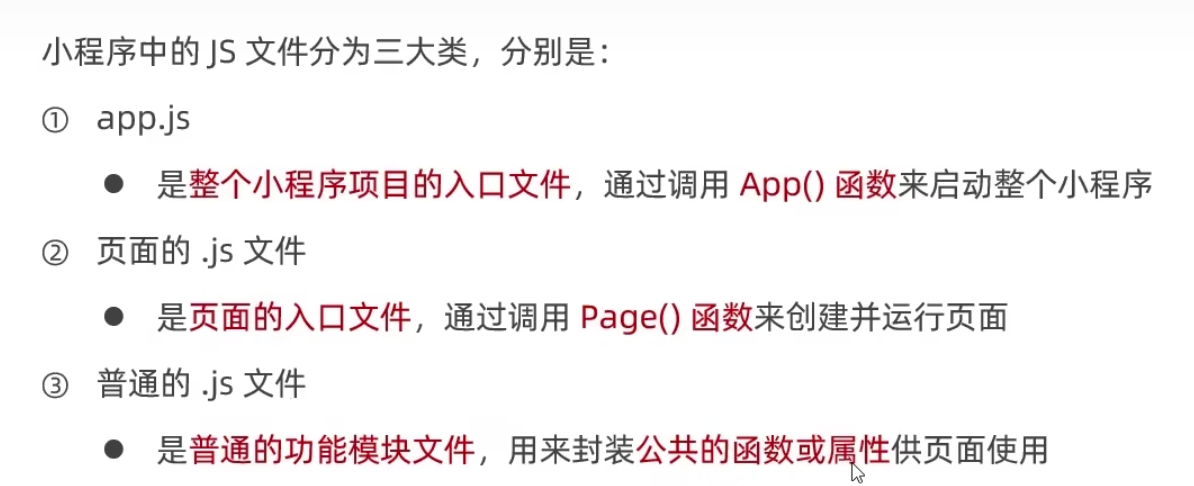 小程序中的 JS 文件分为三大类，分别是：
① app.js
● 是整个小程序项目的入口文件，通过调用 App() 函数来启动整个小程序
② 页面的 .js 文件
● 是页面的入口文件，通过调用 Page() 函数来创建并运行页面
③ 普通的 .js 文件
● 是普通的功能模块文件，用来封装公共的函数或属性供页面使用